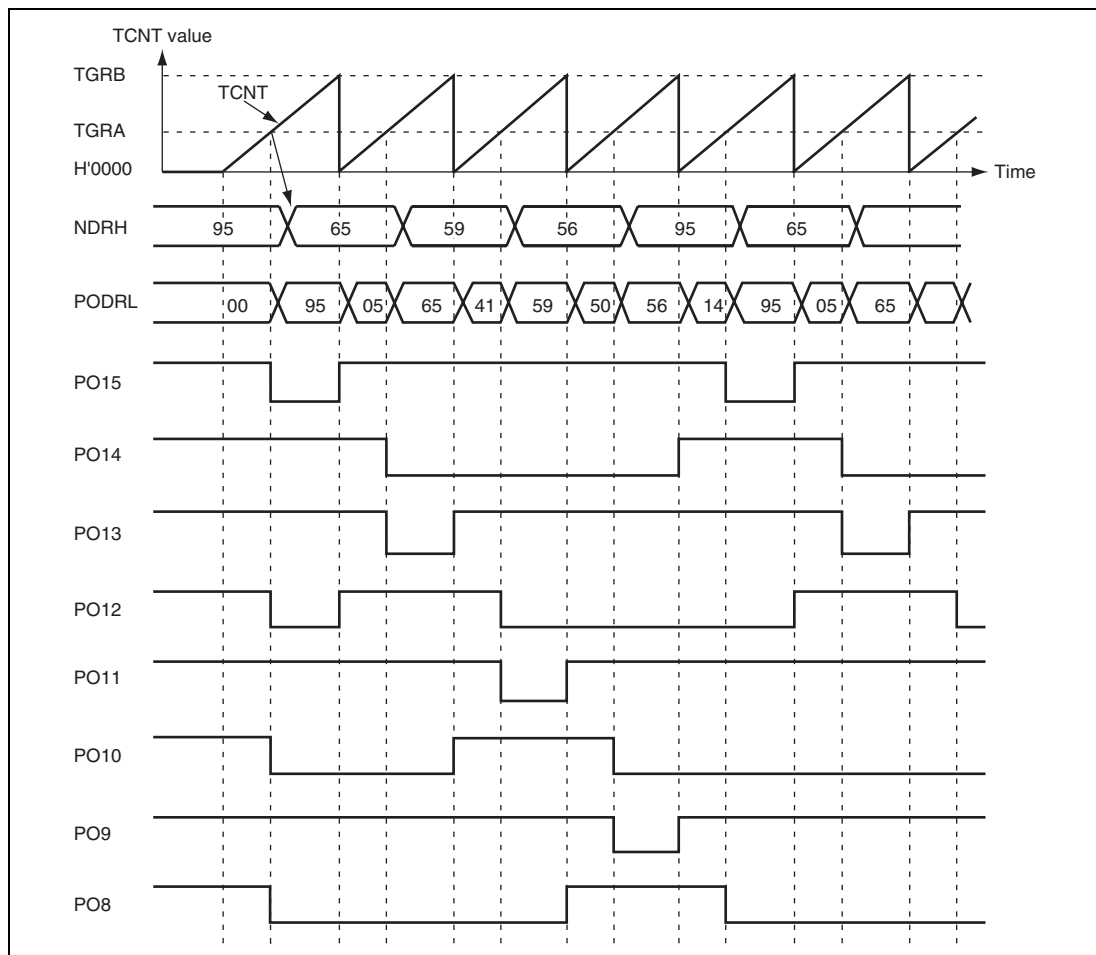 TCNT value
TGRB
TCNT
TGRA
H'0000
Time
NDRH 95 65 59 56 95 65
PODRL 00 95 05 65 41 59 50 56 14 95 05 65
PO15
PO14
PO13
PO12
PO11
PO10
PO9
PO8